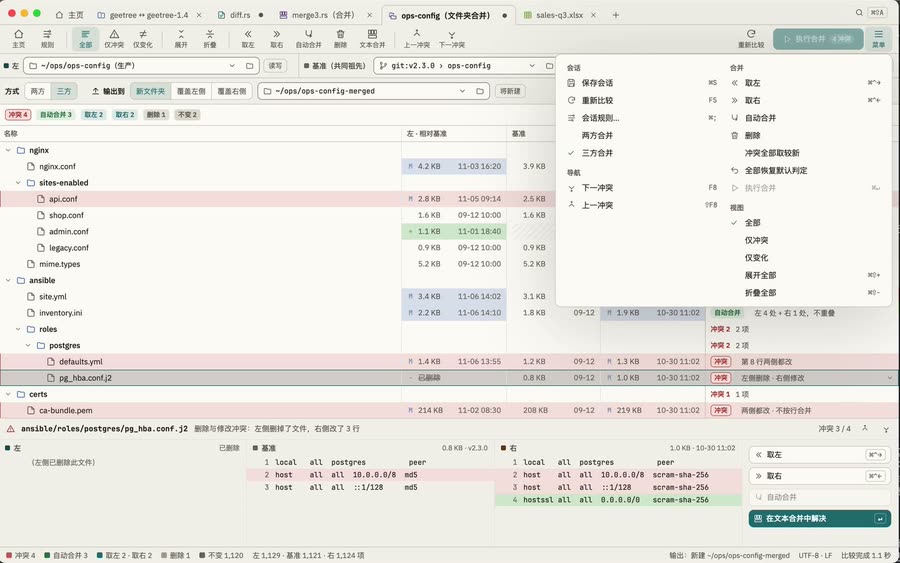 主页 geetree ↔ geetree-1.4 diff.rs merge3.rs（合并） ops-config（文件夹合并） sales-q3.xlsx
主页 规则 全部 仅冲突 仅变化 展开 折叠 取左 取右 自动合并 删除 文本合并 上一冲突 下一冲突 重新比较 执行合并 4 冲突 菜单
左 ~/ops/ops-config（生产） 读写 基准（共同祖先） git:v2.3.0 › ops-config
方式 两方 三方 输出到 新文件夹 覆盖左侧 覆盖右侧 ~/ops/ops-config-merged 将新建
冲突 4 自动合并 3 取左 2 取右 2 删除 1 不变 2
名称 左 · 相对基准 基准
nginx
nginx.conf M 4.2 KB 11-03 16:20 3.9 KB
sites-enabled
api.conf M 2.8 KB 11-05 09:14 2.5 KB
shop.conf 1.6 KB 09-12 10:00 1.6 KB
admin.conf + 1.1 KB 11-01 18:40
legacy.conf 0.9 KB 09-12 10:00 0.9 KB
mime.types 5.2 KB 09-12 10:00 5.2 KB
ansible
site.yml M 3.4 KB 11-06 14:02 3.1 KB
inventory.ini M 2.2 KB 11-06 14:10 1.8 KB 09-12 M 1.9 KB 10-30 11:02 自动合并 左 4 处 + 右 1 处，不重叠
roles 冲突 2 2 项
postgres 冲突 2 2 项
defaults.yml M 1.4 KB 11-06 13:55 1.2 KB 09-12 M 1.3 KB 10-30 11:02 冲突 第 8 行两侧都改
pg_hba.conf.j2 - 已删除 0.8 KB 09-12 M 1.0 KB 10-30 11:02 冲突 左侧删除 · 右侧修改
certs 冲突 1 1 项
ca-bundle.pem M 214 KB 11-02 08:30 208 KB 09-12 M 219 KB 10-30 11:02 冲突 两侧都改 · 不按行合并
会话
保存会话 ⌘S
重新比较 F5
会话规则… ⌘;
两方合并
✓ 三方合并
导航
下一冲突 F8
上一冲突 ⇧F8
合并
取左
取右
自动合并
删除
冲突全部取较新
全部恢复默认判定
执行合并
视图
✓ 全部
仅冲突
仅变化
展开全部
折叠全部
ansible/roles/postgres/pg_hba.conf.j2 删除与修改冲突：左侧删掉了文件，右侧改了 3 行 冲突 3 / 4
左 已删除 基准 0.8 KB · v2.3.0 右 1.0 KB · 10-30 11:02
（左侧已删除此文件）
1 local all postgres peer
2 host all all 10.0.0.0/8 md5
3 host all all ::1/128 md5
1 local all postgres peer
2 host all all 10.0.0.0/8 scram-sha-256
3 host all all ::1/128 scram-sha-256
4 hostssl all all 0.0.0.0/0 scram-sha-256
取左
取右
自动合并
在文本合并中解决
冲突 4 自动合并 3 取左 2 · 取右 2 删除 1 不变 1,120 左 1,129 · 基准 1,121 · 右 1,124 项 输出：新建 ~/ops/ops-config-merged UTF-8 · LF 比较完成 1.1 秒